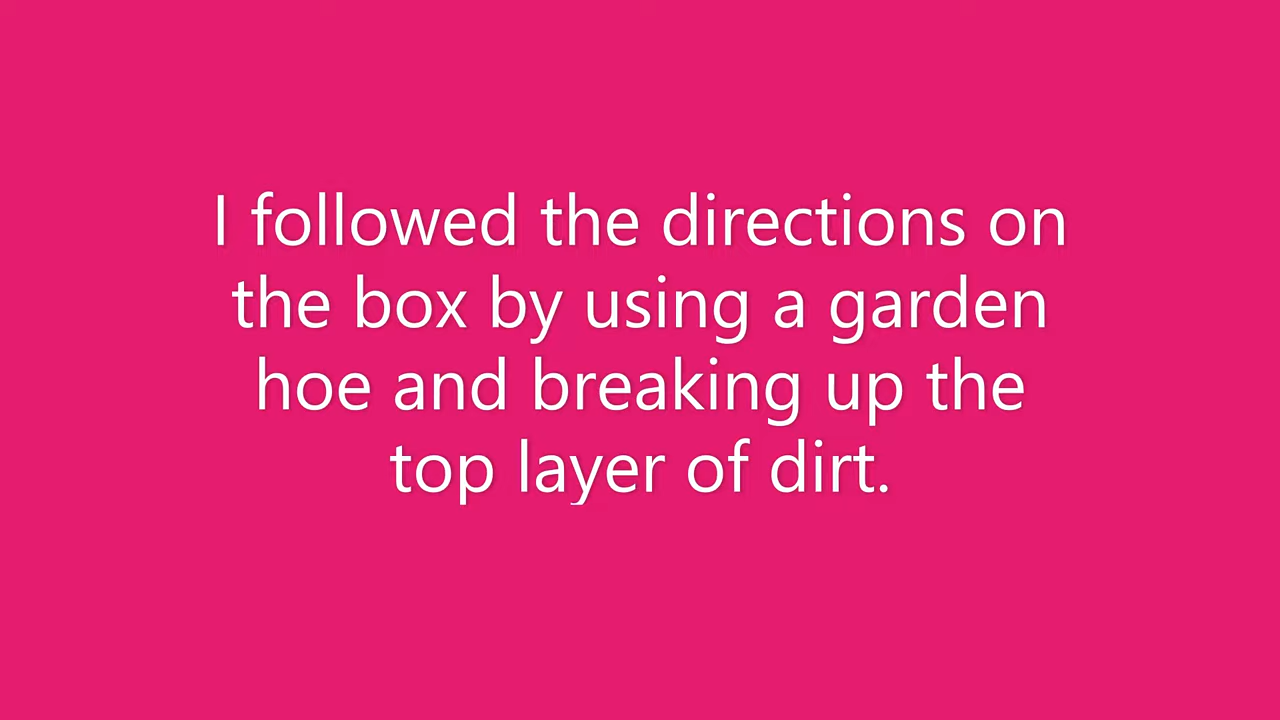 I followed the directions on
the box by using a garden
hoe and breaking up the
top layer of dirt.